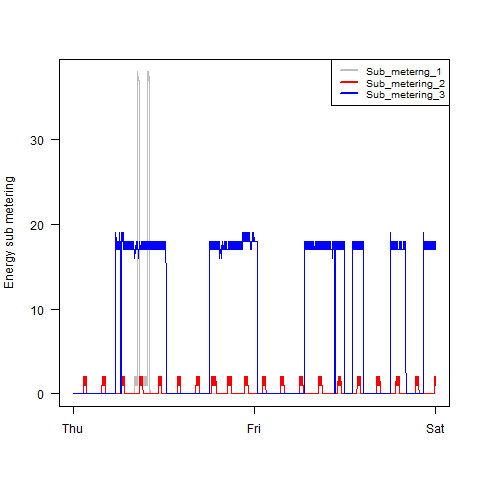 Sub_meterng_1
Sub_metering_2
Sub_metering_3
Energy sub metering
30
20
10
0
Thu
Fri
Sat